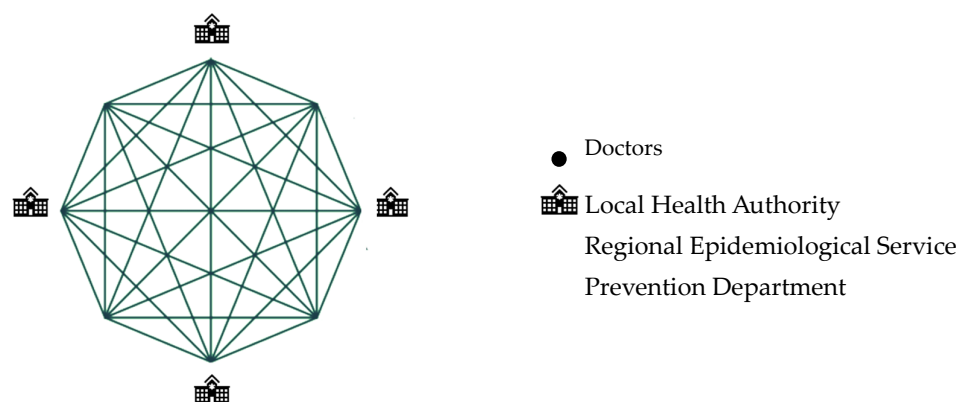 Doctors
Local Health Authority
Regional Epidemiological Service
Prevention Department